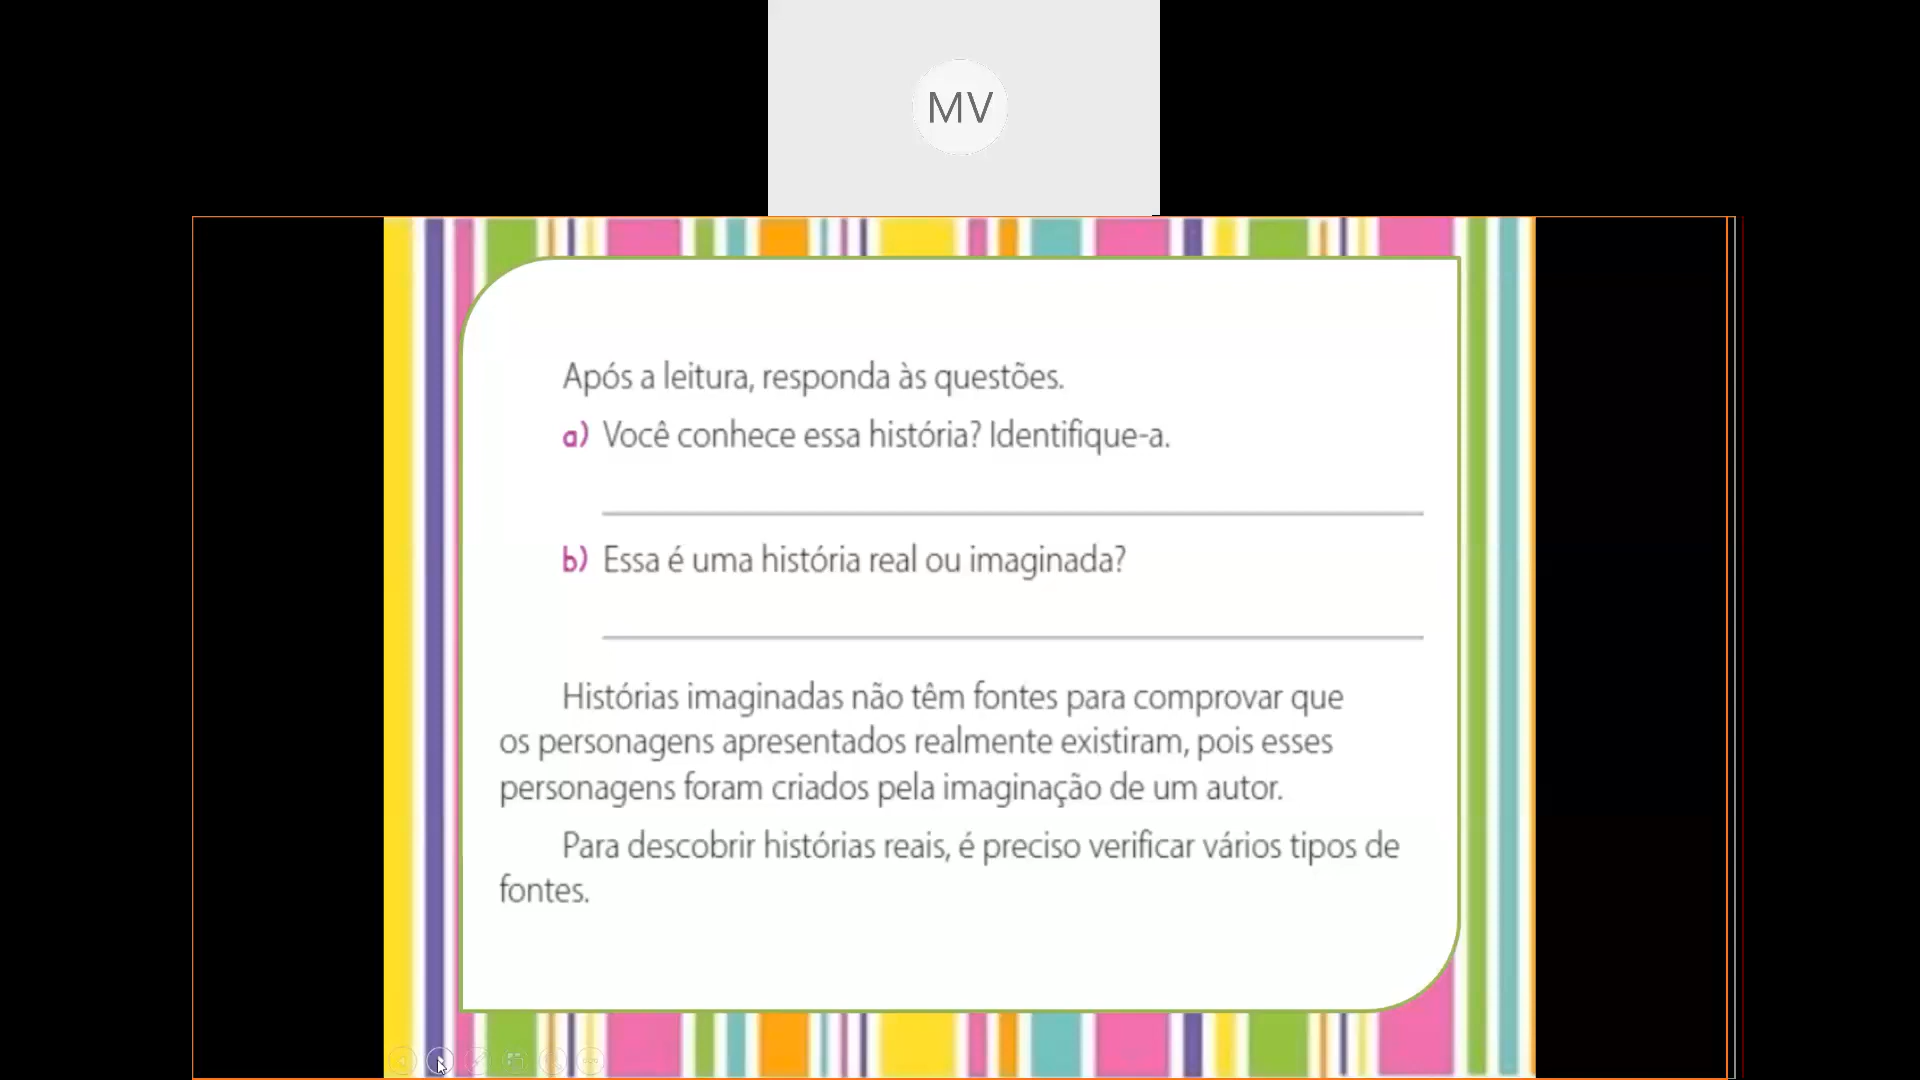 MV
Após a leitura, responda às questões.
a) Você conhece essa história? Identifique-a.
b) Essa é uma história real ou imaginada?
Histórias imaginadas não têm fontes para comprovar que
os personagens apresentados realmente existiram, pois esses
personagens foram criados pela imaginação de um autor.
Para descobrir histórias reais, é preciso verificar vários tipos de
fontes.